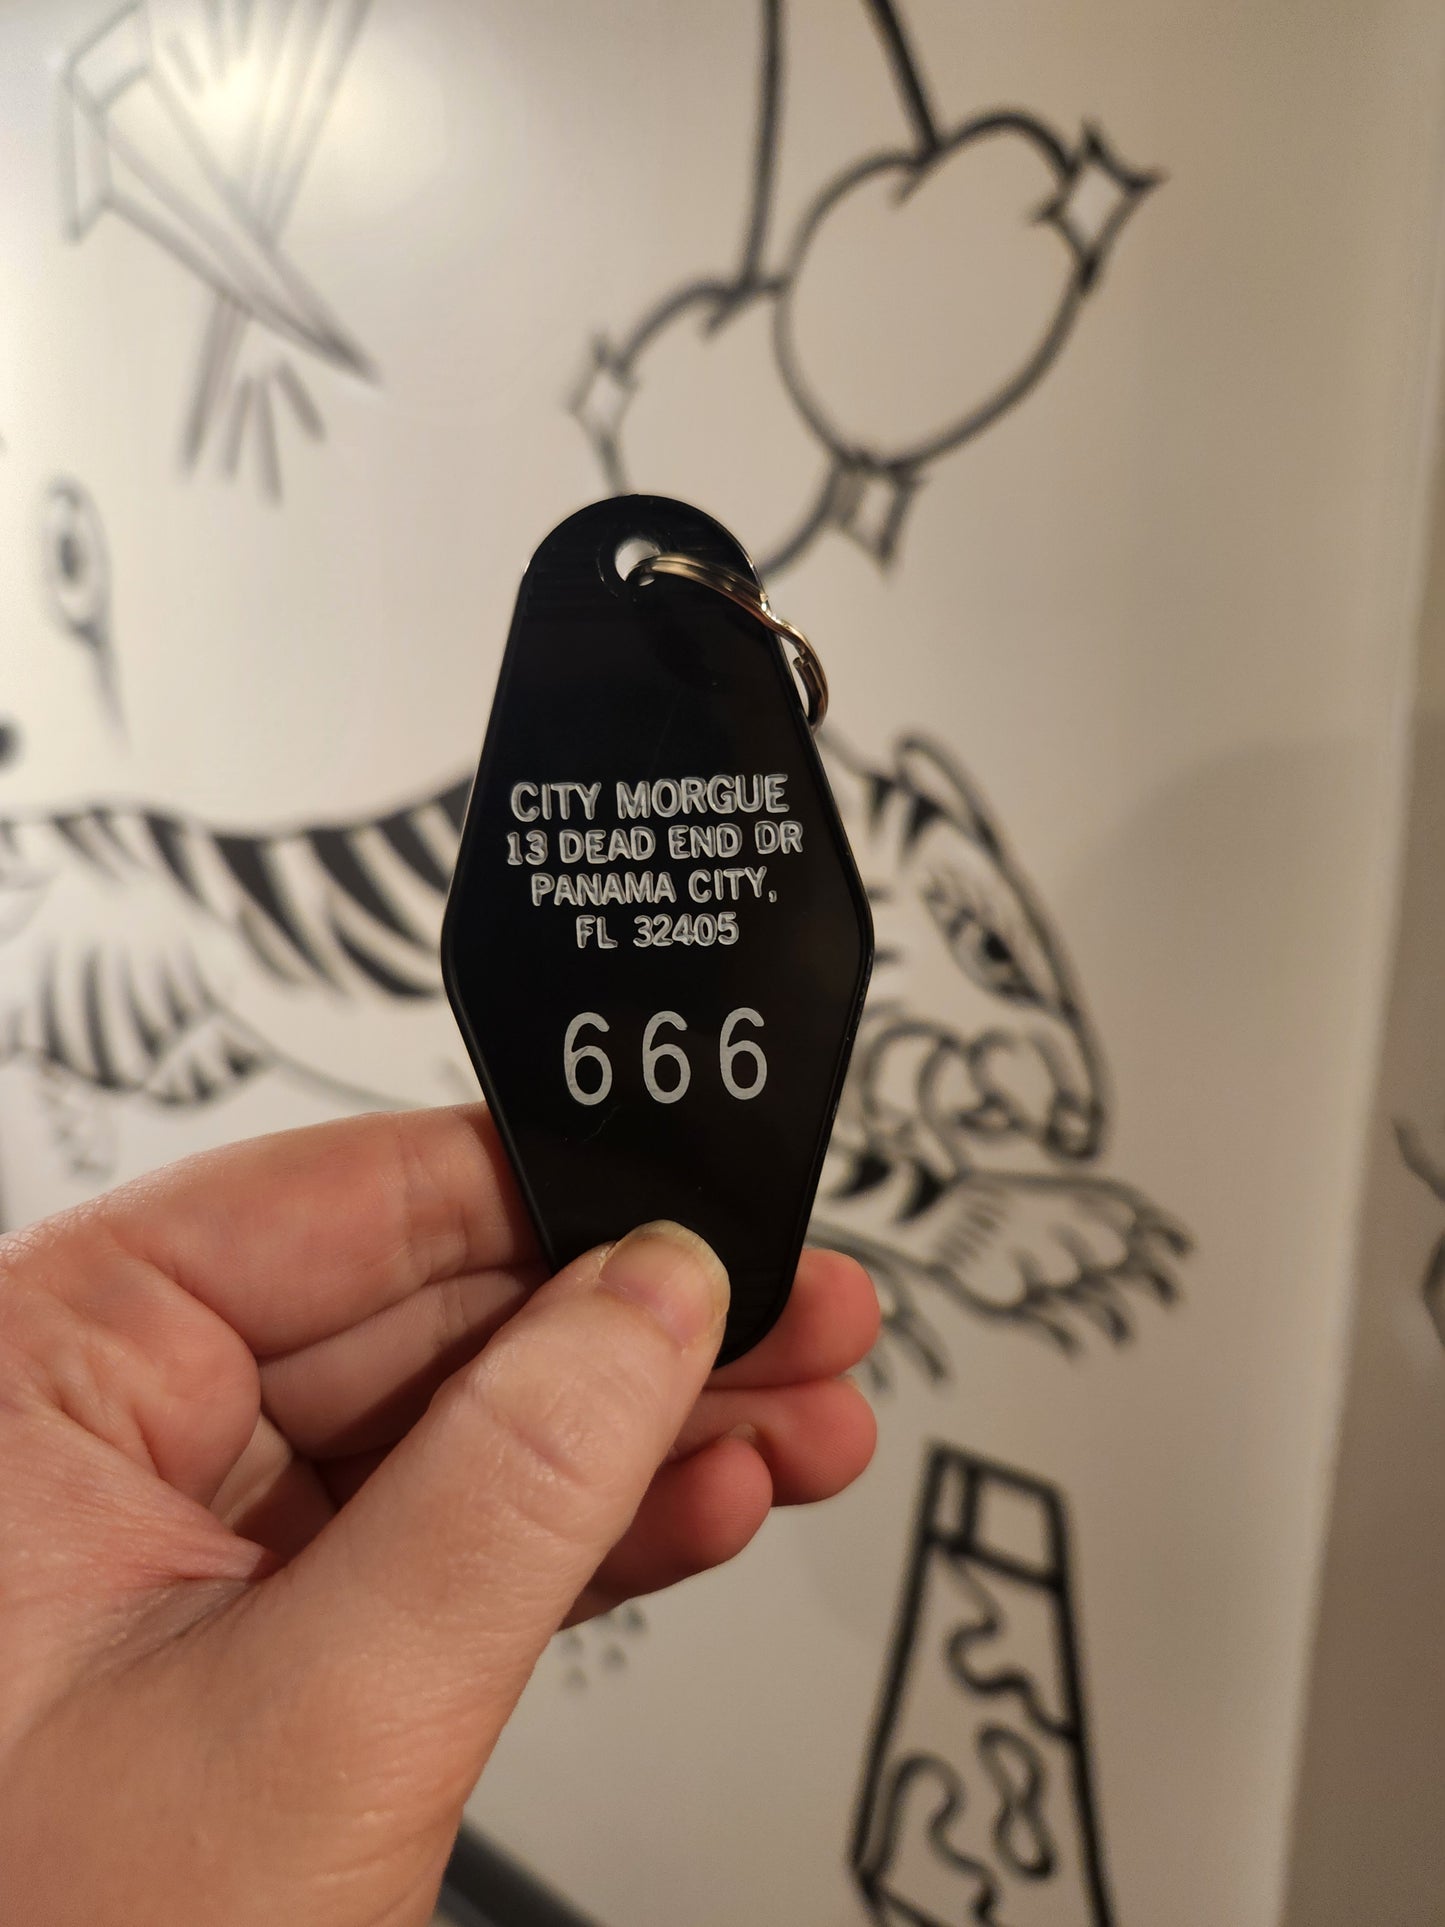 CITY MORGUE
13 DEAD END DR
PANAMA CITY,
FL 32405
666